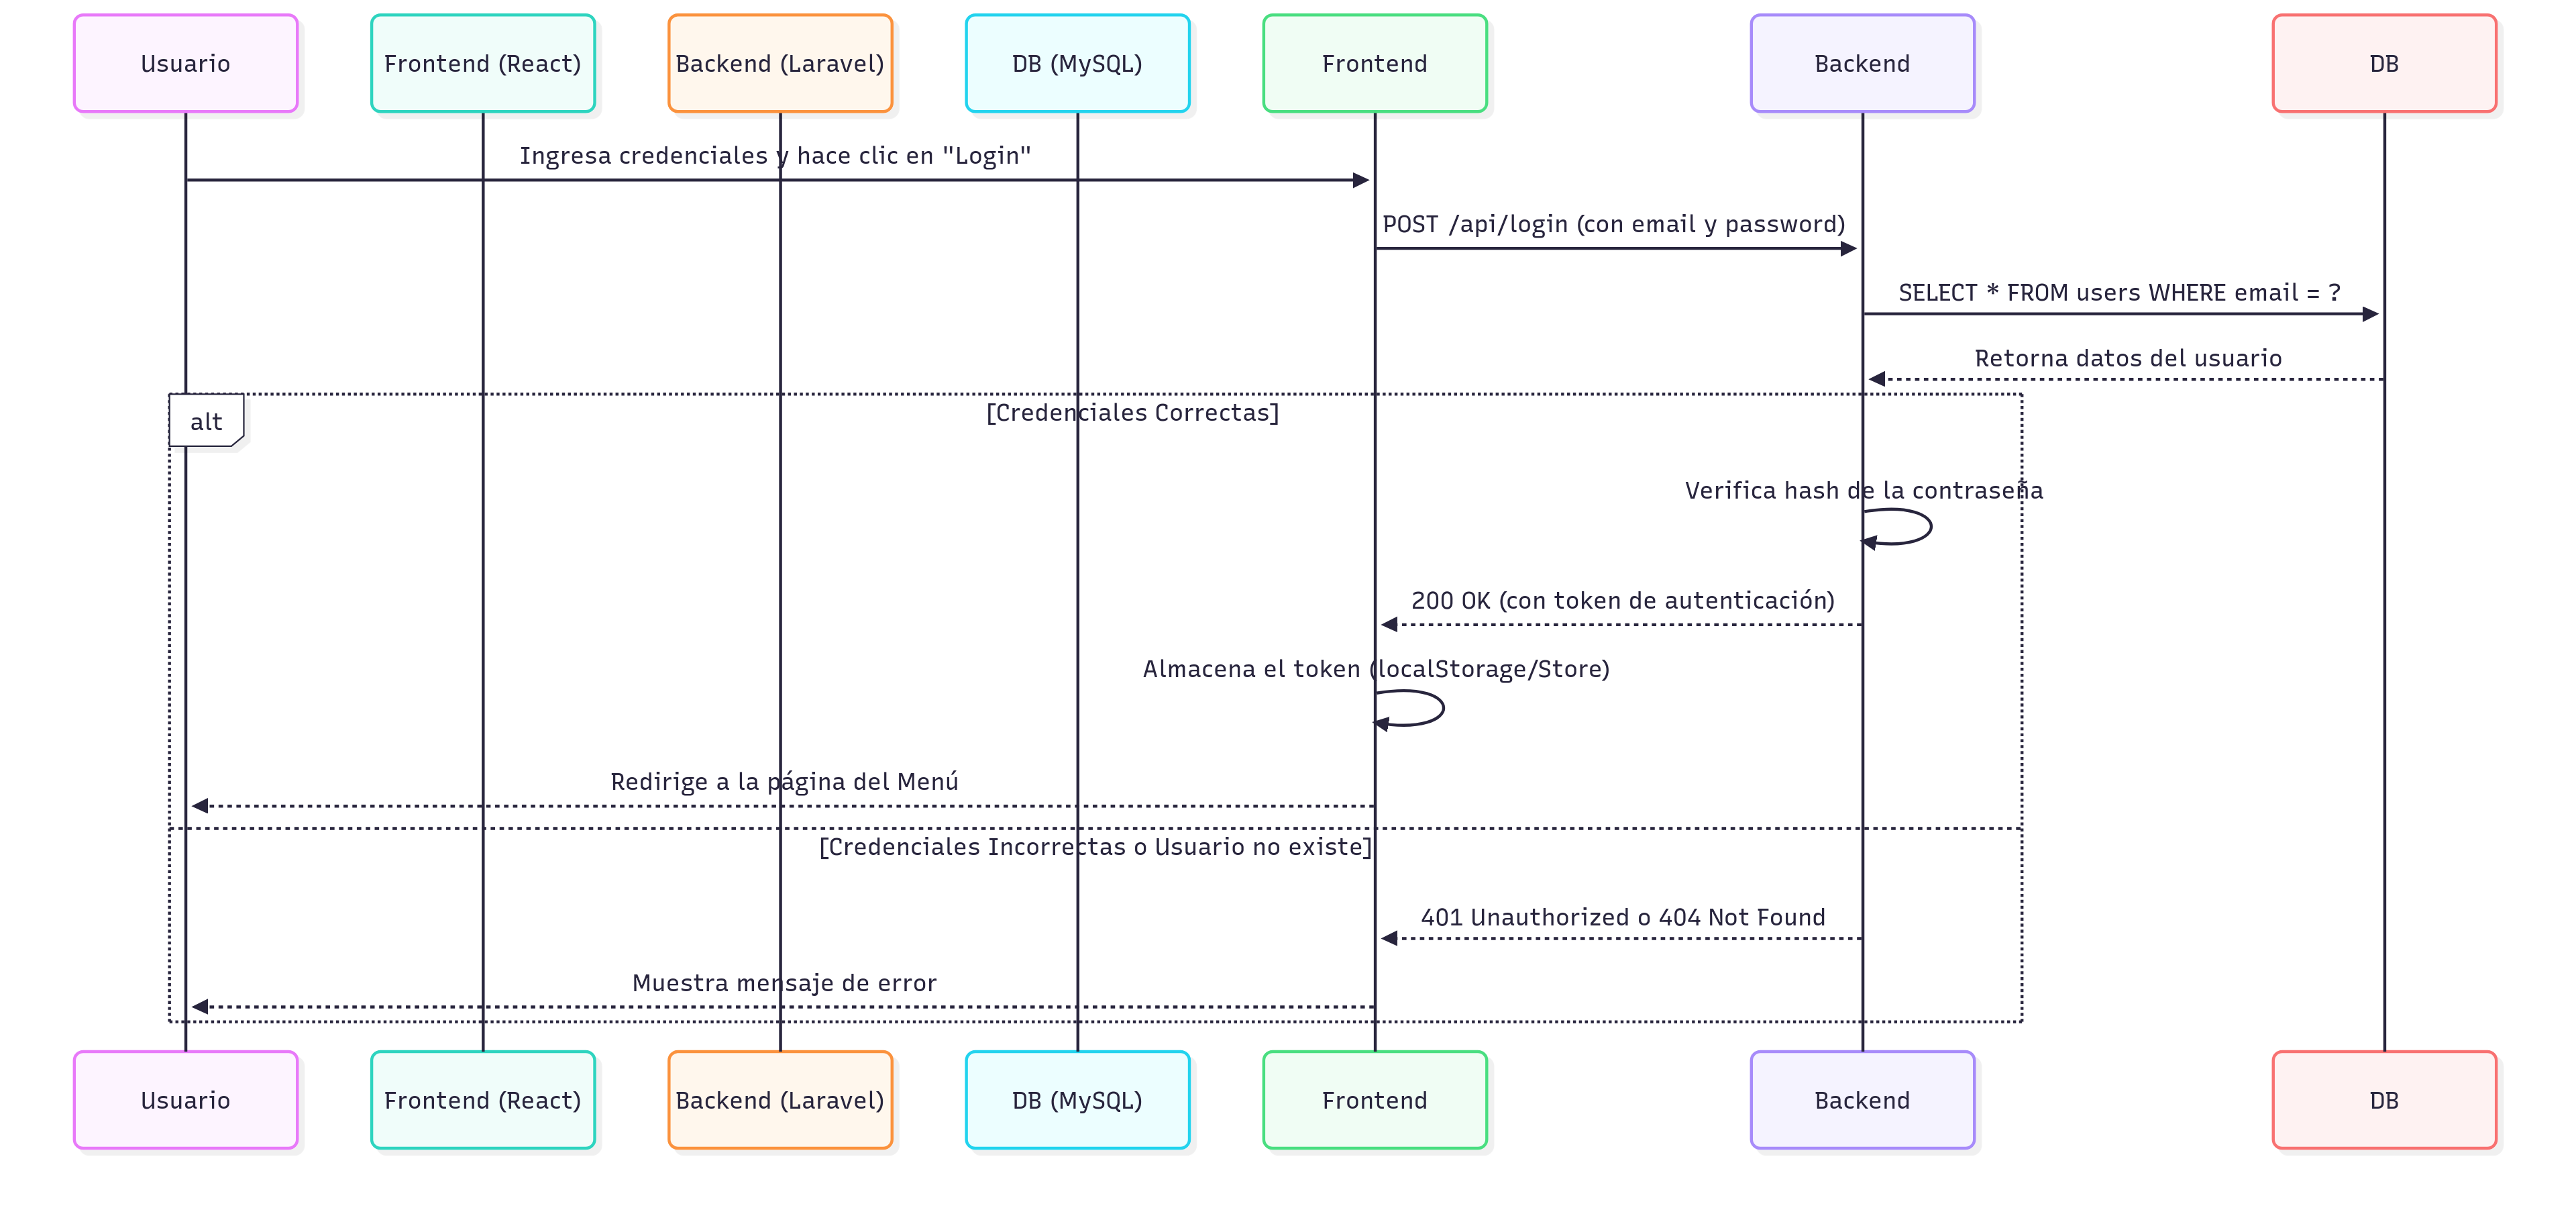 Usuario
Frontend (React)
Backend (Laravel)
DB (MySQL)
Frontend
Backend
DB
Ingresa credenciales y hace clic en "Login"
POST /api/login (con email y password)
SELECT * FROM users WHERE email = ?
Retorna datos del usuario
alt
[Credenciales Correctas]
Verifica hash de la contraseña
200 OK (con token de autenticación)
Almacena el token (localStorage/Store)
Redirige a la página del Menú
[Credenciales Incorrectas o Usuario no existe]
401 Unauthorized o 404 Not Found
Muestra mensaje de error
Usuario
Frontend (React)
Backend (Laravel)
DB (MySQL)
Frontend
Backend
DB